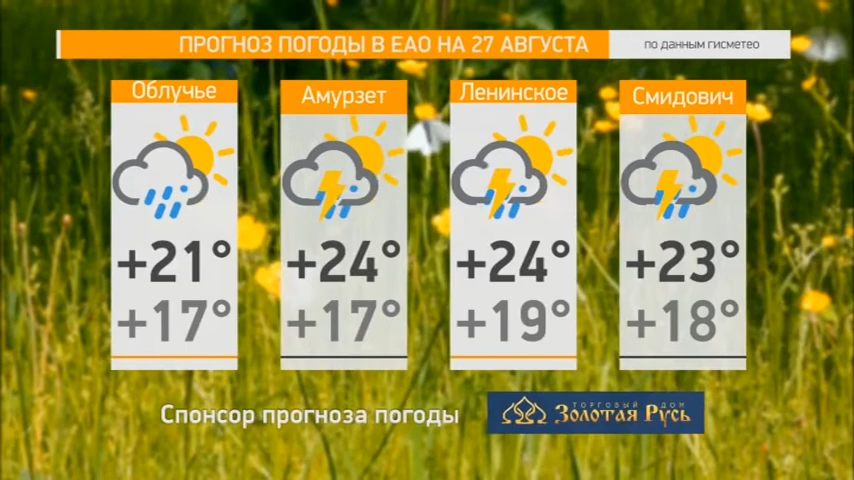 ПРОГНОЗ ПОГОДЫ В ЕАО НА 27 АВГУСТА
по данным гисметео
Облучье
Амурзет
Ленинское
Смидович
+21°
+24°
+24°
+23°
+17°
+17°
+19°
+18°
Спонсор прогноза погоды
ТОРГОВЫЙ ДОМ
Золотая Русь